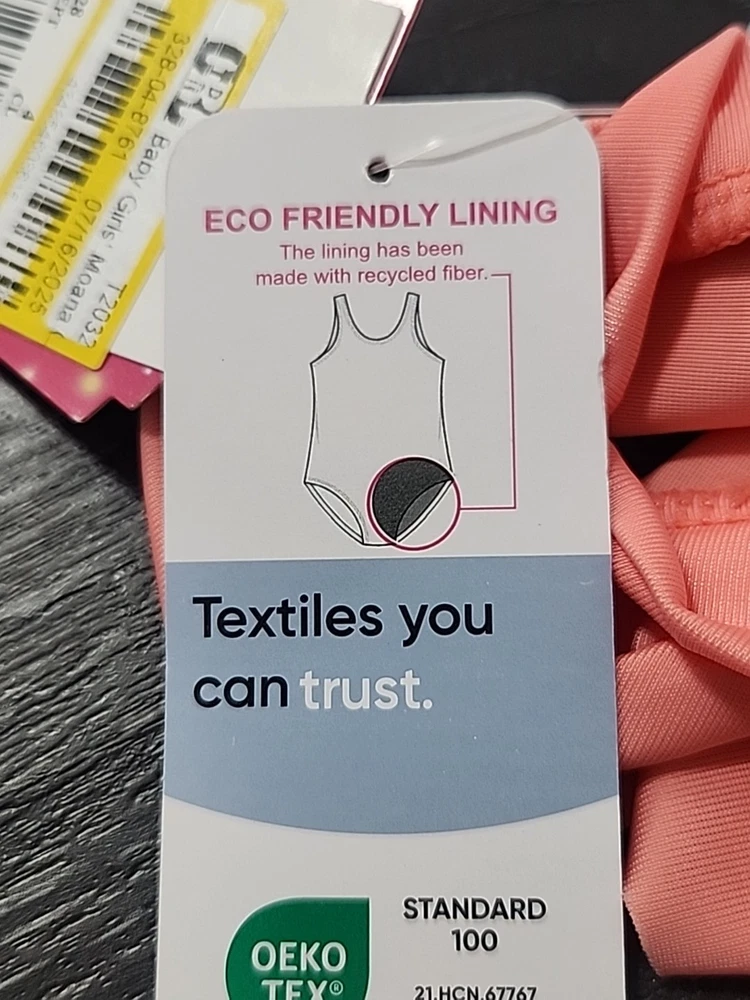 ECO FRIENDLY LINING
The lining has been
made with recycled fiber.
Textiles you
can trust.
OEKO
TEX®
STANDARD
100
21.HCN.67767
328-04-8761
Baby Girls' Moana
07/16/2025
T2032